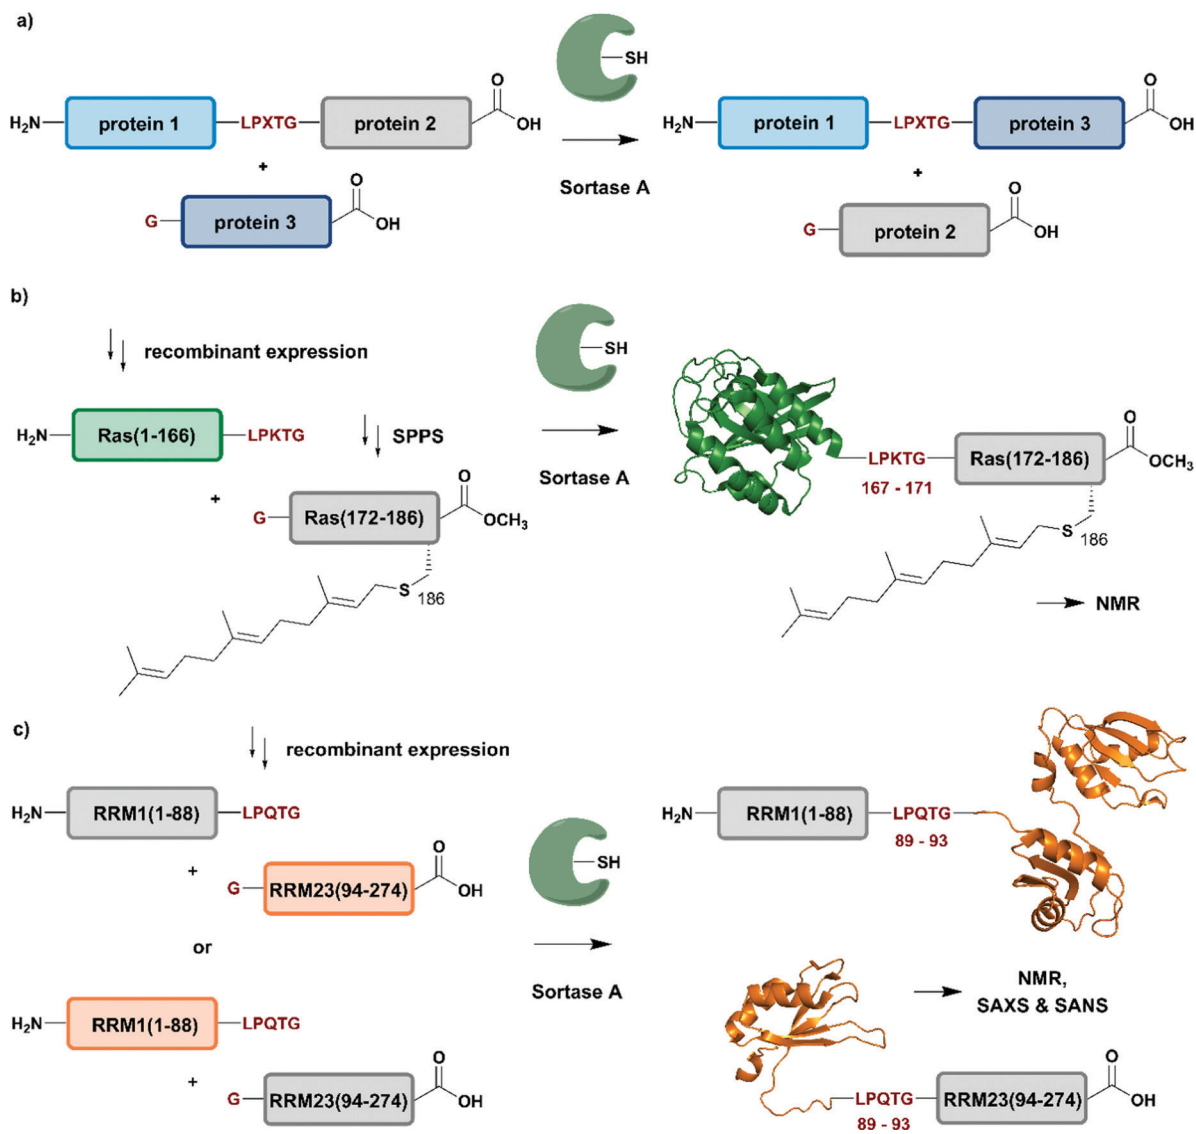 a)
SH
H₂N
protein 1
LPXTG
protein 2
O
OH
+
G
protein 3
O
OH
Sortase A
H₂N
protein 1
LPXTG
protein 3
O
OH
+
G
protein 2
O
OH
b)
recombinant expression
H₂N
Ras(1-166)
LPKTG
SPPS
+
G
Ras(172-186)
O
OCH₃
S
186
SH
Sortase A
LPKTG
167 - 171
Ras(172-186)
O
OCH₃
S
186
NMR
c)
recombinant expression
H₂N
RRM1(1-88)
LPQTG
+
G
RRM23(94-274)
O
OH
or
H₂N
RRM1(1-88)
LPQTG
+
G
RRM23(94-274)
O
OH
SH
Sortase A
H₂N
RRM1(1-88)
LPQTG
89 - 93
NMR,
SAXS & SANS
LPQTG
89 - 93
RRM23(94-274)
O
OH